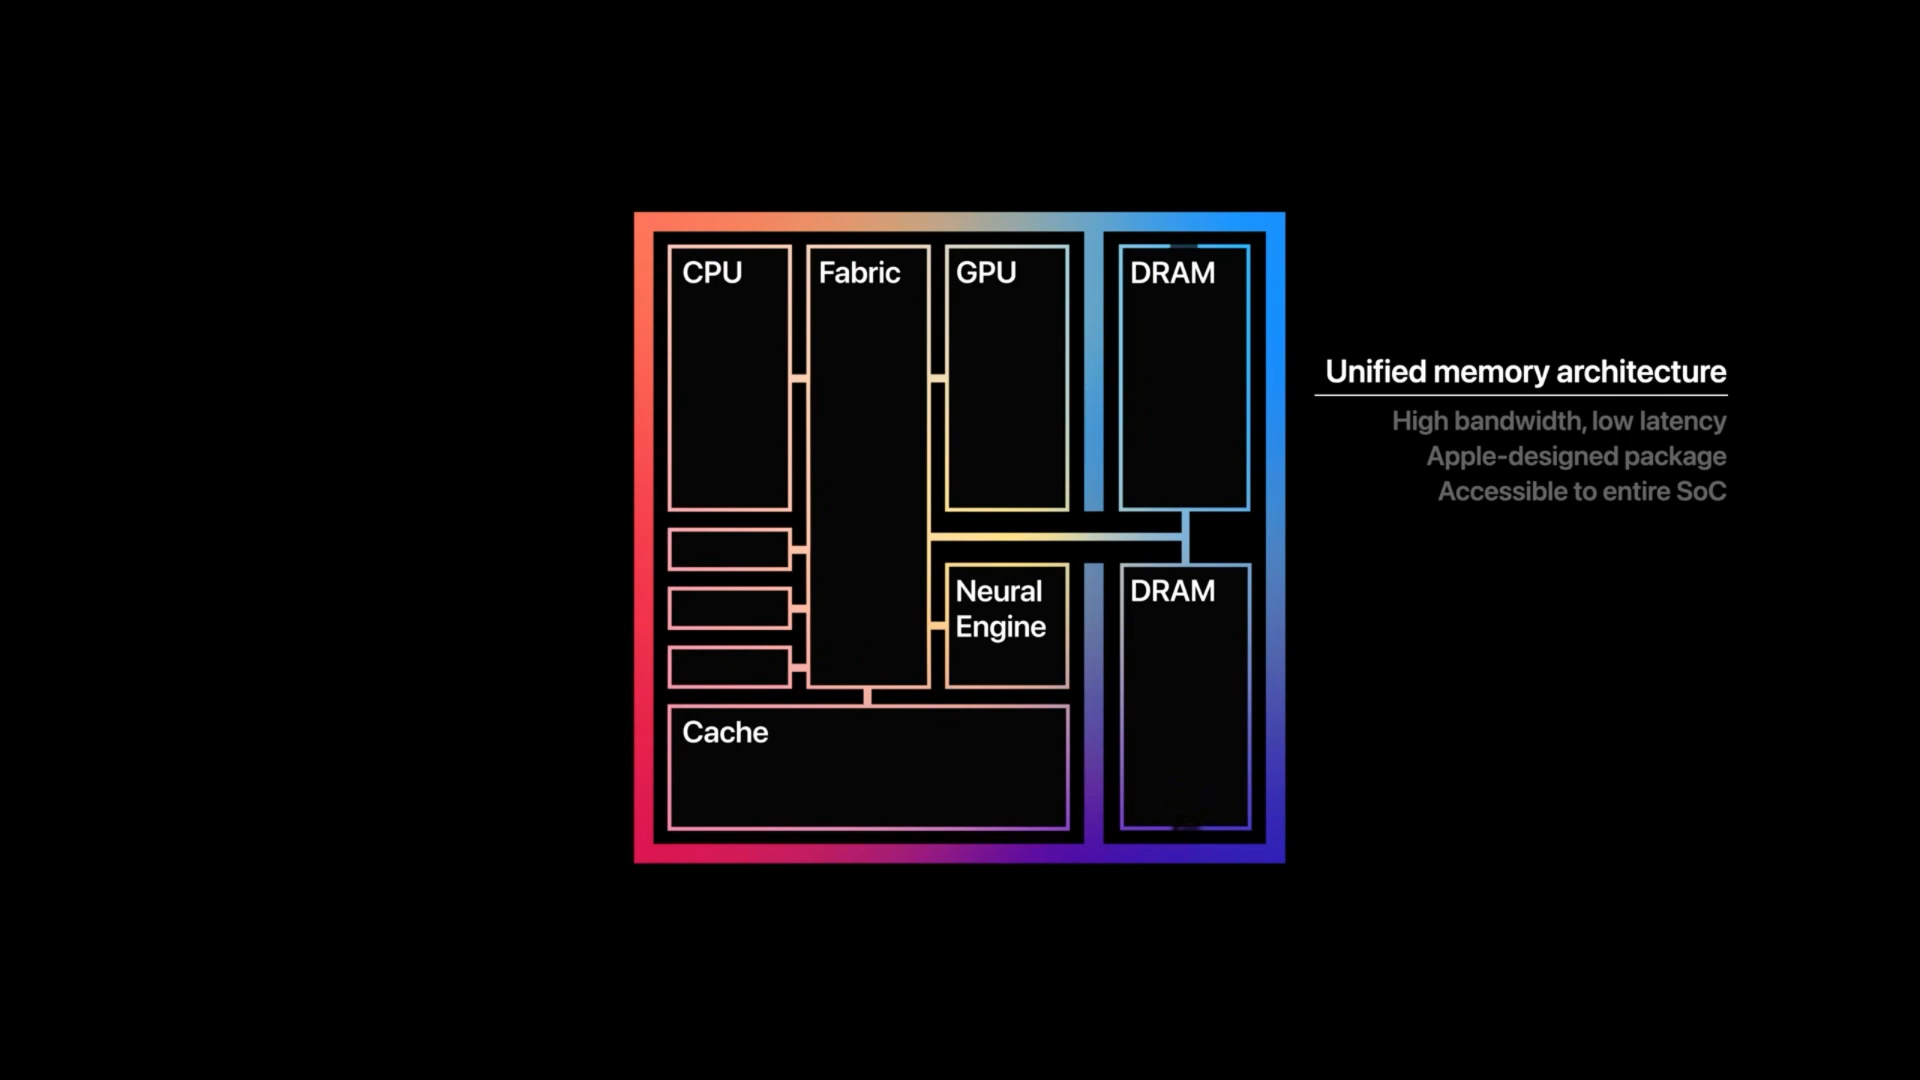 CPU
Fabric
GPU
DRAM
Unified memory architecture
High bandwidth, low latency
Apple-designed package
Accessible to entire SoC
Neural
Engine
DRAM
Cache